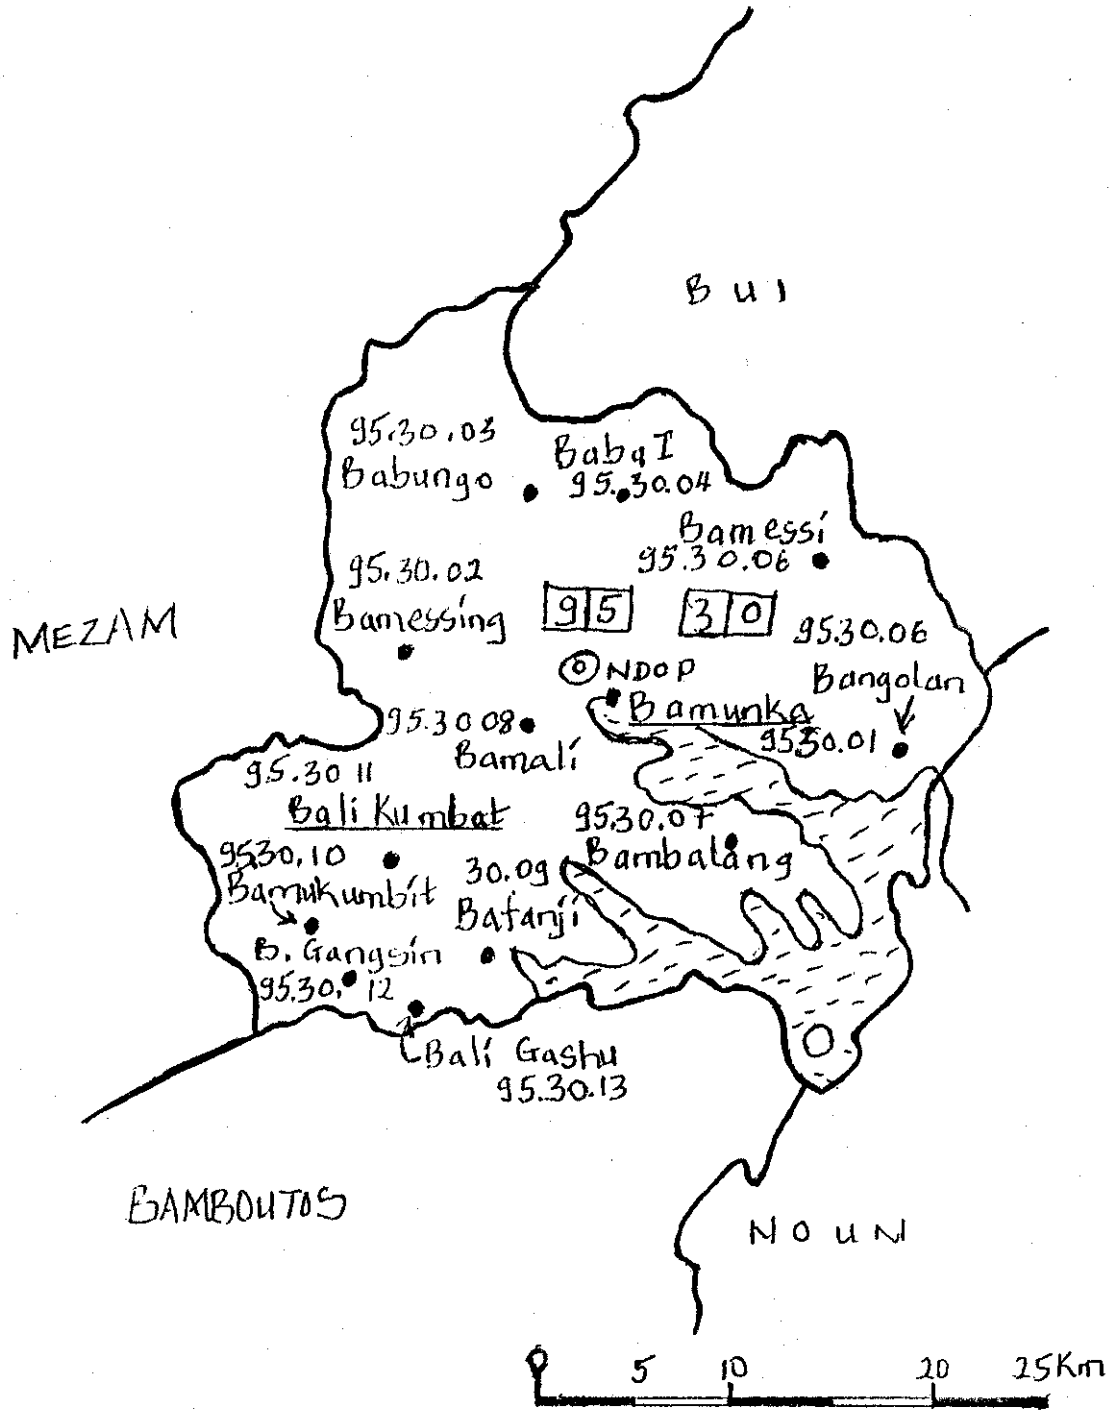 BUI
95.30.03
Babungo
Baba I
95.30.04
Bamessi
95.30.06
95.30.02
Bamessing
95 30
MEZAM
95.30.06
Bangolan
NDOP
Bamunka
95.30.01
95.30 08
Bamali
95.30 11
Bali Kumbat
95.30.07
Bambalang
9530.10
Bamukumbit
30.09
Bafanji
B. Gangsin
95.30. 12
Bali Gashu
95.30.13
BAMBOUTOS
NOUN
0 5 10 20 25Km